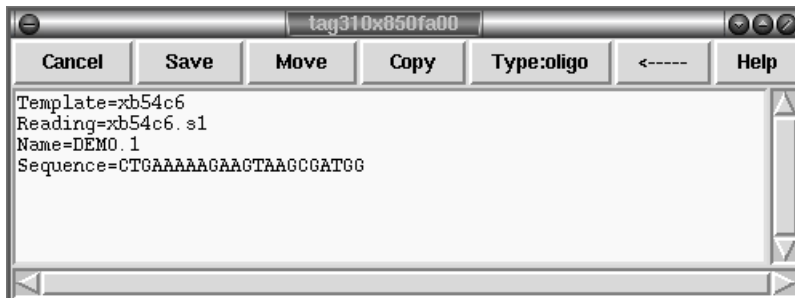 tag310x850fa00
Cancel Save Move Copy Type:oligo <----- Help
Template=xb54c6
Reading=xb54c6.s1
Name=DEMO.1
Sequence=CTGAAAAAGAAGTAAGCGATGG